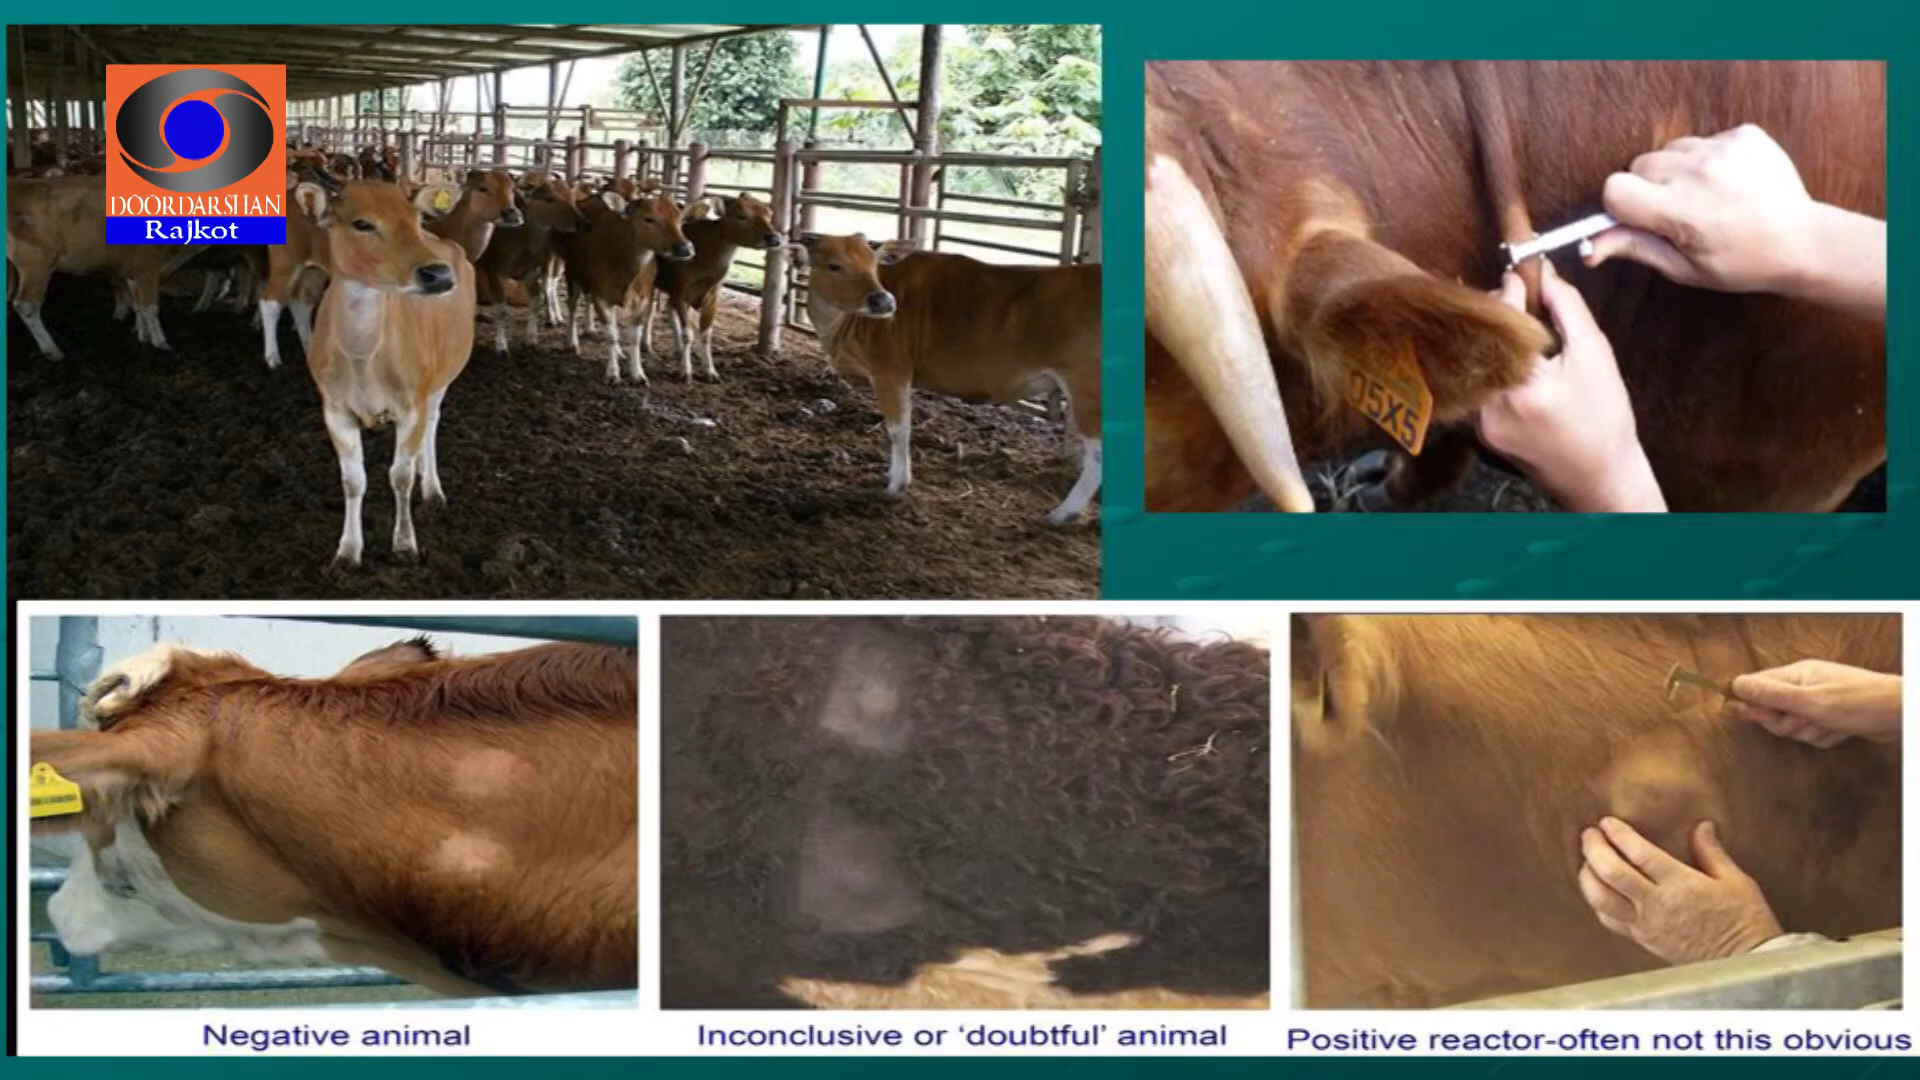 DOORDARSHAN
Rajkot
05X5
Negative animal
Inconclusive or ‘doubtful’ animal
Positive reactor-often not this obvious